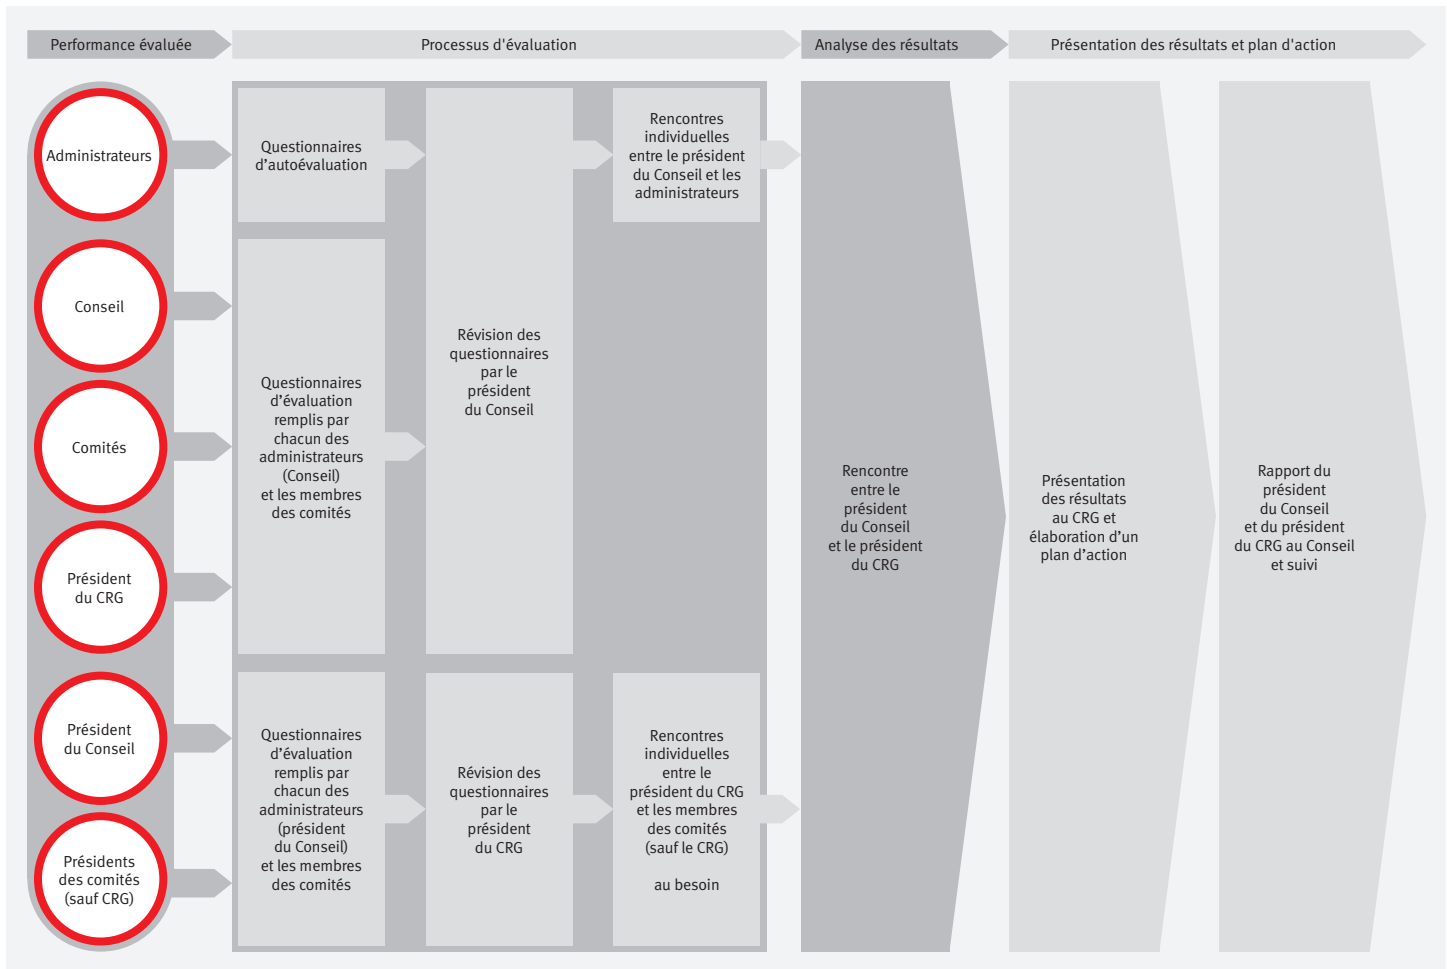 Performance évaluée
Processus d'évaluation
Analyse des résultats
Présentation des résultats et plan d'action
Administrateurs
Conseil
Comités
Président
du CRG
Président
du Conseil
Présidents
des comités
(sauf CRG)
Questionnaires
d’autoévaluation
Questionnaires
d’évaluation
remplis par
chacun des
administrateurs
(Conseil)
et les membres
des comités
Questionnaires
d’évaluation
remplis par
chacun des
administrateurs
(président
du Conseil)
et les membres
des comités
Révision des
questionnaires
par le
président
du Conseil
Révision des
questionnaires
par le
président
du CRG
Rencontres
individuelles
entre le président
du Conseil et les
administrateurs
Rencontres
individuelles
entre le
président du CRG
et les membres
des comités
(sauf le CRG)
au besoin
Rencontre
entre le
président
du Conseil
et le président
du CRG
Présentation
des résultats
au CRG et
élaboration d’un
plan d’action
Rapport du
président
du Conseil
et du président
du CRG au Conseil
et suivi